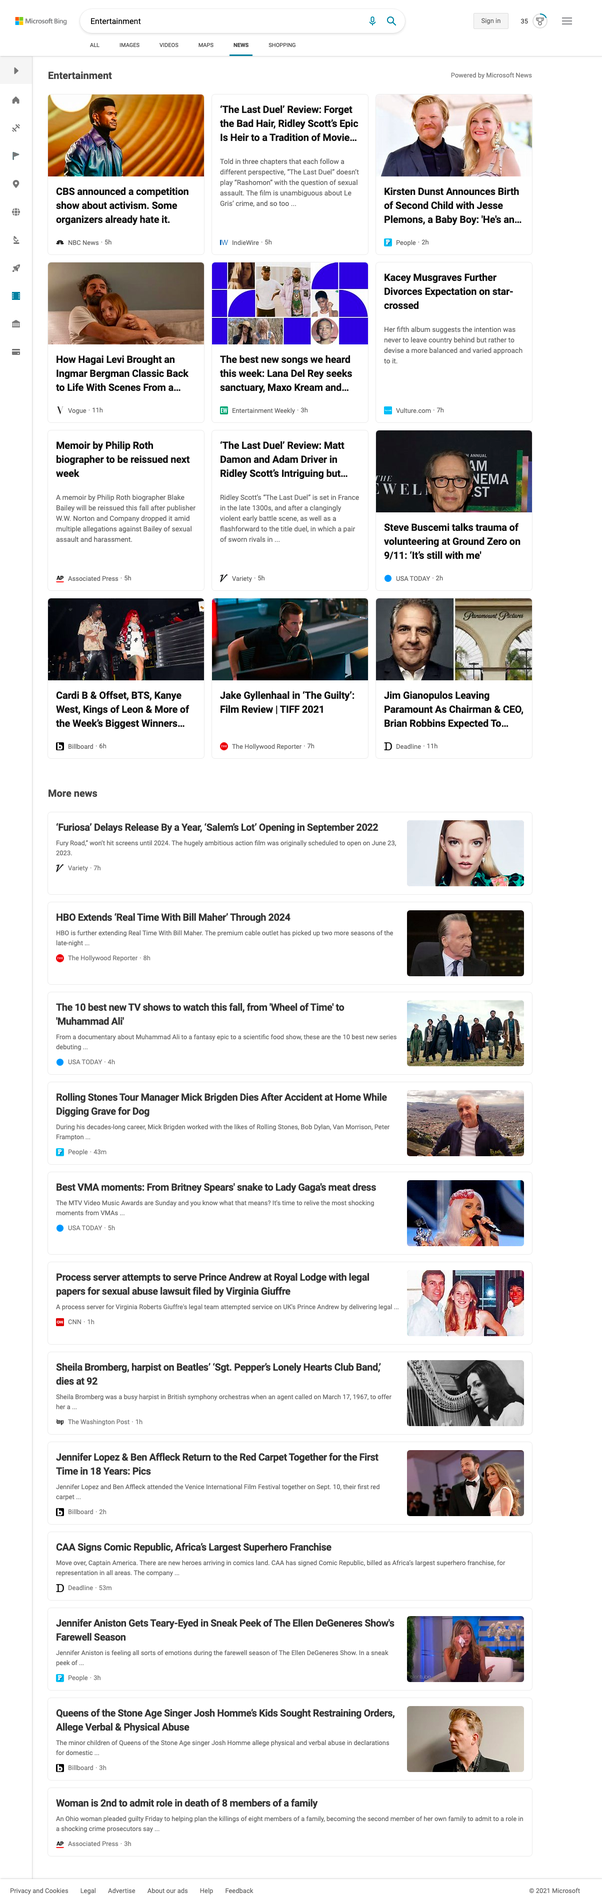 Microsoft Bing
Entertainment
Sign in
35
ALL
IMAGES
VIDEOS
MAPS
NEWS
SHOPPING
Entertainment
Powered by Microsoft News
CBS announced a competition
show about activism. Some
organizers already hate it.
NBC News · 5h
'The Last Duel' Review: Forget
the Bad Hair, Ridley Scott's Epic
Is Heir to a Tradition of Movie...
Told in three chapters that each follow a
different perspective, "The Last Duel" doesn't
play "Rashomon" with the question of sexual
assault. The film is unambiguous about Le
Gris' crime, and so too ...
IW
IndieWire · 5h
Kirsten Dunst Announces Birth
of Second Child with Jesse
Plemons, a Baby Boy: 'He's an...
People · 2h
How Hagai Levi Brought an
Ingmar Bergman Classic Back
to Life With Scenes From a...
Vogue · 11h
The best new songs we heard
this week: Lana Del Rey seeks
sanctuary, Maxo Kream and...
Entertainment Weekly · 3h
Kacey Musgraves Further
Divorces Expectation on star-
crossed
Her fifth album suggests the intention was
never to leave country behind but rather to
devise a more balanced and varied approach
to it.
Vulture.com · 7h
Memoir by Philip Roth
biographer to be reissued next
week
A memoir by Philip Roth biographer Blake
Bailey will be reissued this fall after publisher
W.W. Norton and Company dropped it amid
multiple allegations against Bailey of sexual
assault and harassment.
AP
Associated Press · 5h
'The Last Duel' Review: Matt
Damon and Adam Driver in
Ridley Scott's Intriguing but...
Ridley Scott's "The Last Duel" is set in France
in the late 1300s, and after a clangingly
violent early battle scene, as well as a
flashforward to the title duel, in which a pair
of sworn rivals in ...
Variety · 5h
Steve Buscemi talks trauma of
volunteering at Ground Zero on
9/11: 'It's still with me'
USA TODAY · 2h
Cardi B & Offset, BTS, Kanye
West, Kings of Leon & More of
the Week's Biggest Winners...
Billboard · 6h
Jake Gyllenhaal in 'The Guilty':
Film Review | TIFF 2021
The Hollywood Reporter · 7h
Paramount Pictures
Jim Gianopulos Leaving
Paramount As Chairman & CEO,
Brian Robbins Expected To...
Deadline · 11h
More news
'Furiosa' Delays Release By a Year, 'Salem's Lot' Opening in September 2022
Fury Road," won't hit screens until 2024. The hugely ambitious action film was originally scheduled to open on June 23,
2023.
Variety · 7h
HBO Extends 'Real Time With Bill Maher' Through 2024
HBO is further extending Real Time With Bill Maher. The premium cable outlet has picked up two more seasons of the
late-night ...
The Hollywood Reporter · 8h
The 10 best new TV shows to watch this fall, from 'Wheel of Time' to
'Muhammad Ali'
From a documentary about Muhammad Ali to a fantasy epic to a scientific food show, these are the 10 best new series
debuting ...
USA TODAY · 4h
Rolling Stones Tour Manager Mick Brigden Dies After Accident at Home While
Digging Grave for Dog
During his decades-long career, Mick Brigden worked with the likes of Rolling Stones, Bob Dylan, Van Morrison, Peter
Frampton ...
People · 43m
Best VMA moments: From Britney Spears' snake to Lady Gaga's meat dress
The MTV Video Music Awards are Sunday and you know what that means? It's time to relive the most shocking
moments from VMAs ...
USA TODAY · 5h
Process server attempts to serve Prince Andrew at Royal Lodge with legal
papers for sexual abuse lawsuit filed by Virginia Giuffre
A process server for Virginia Roberts Giuffre's legal team attempted service on UK's Prince Andrew by delivering legal ...
CNN
CNN · 1h
Sheila Bromberg, harpist on Beatles' 'Sgt. Pepper's Lonely Hearts Club Band,'
dies at 92
Sheila Bromberg was a busy harpist in British symphony orchestras when an agent called on March 17, 1967, to offer
her a ...
wp
The Washington Post · 1h
Jennifer Lopez & Ben Affleck Return to the Red Carpet Together for the First
Time in 18 Years: Pics
Jennifer Lopez and Ben Affleck attended the Venice International Film Festival together on Sept. 10, their first red
carpet ...
Billboard · 2h
CAA Signs Comic Republic, Africa's Largest Superhero Franchise
Move over, Captain America. There are new heroes arriving in comics land. CAA has signed Comic Republic, billed as Africa's largest superhero franchise, for
representation in all areas. The company ...
Deadline · 53m
Jennifer Aniston Gets Teary-Eyed in Sneak Peek of The Ellen DeGeneres Show's
Farewell Season
Jennifer Aniston is feeling all sorts of emotions during the farewell season of The Ellen DeGeneres Show. In a sneak
peek of ...
People · 3h
Queens of the Stone Age Singer Josh Homme's Kids Sought Restraining Orders,
Allege Verbal & Physical Abuse
The minor children of Queens of the Stone Age singer Josh Homme allege physical and verbal abuse in declarations
for domestic ...
Billboard · 3h
Woman is 2nd to admit role in death of 8 members of a family
An Ohio woman pleaded guilty Friday to helping plan the killings of eight members of a family, becoming the second member of her own family to admit to a role in
a shocking crime prosecutors say ...
AP
Associated Press · 3h
Privacy and Cookies
Legal
Advertise
About our ads
Help
Feedback
© 2021 Microsoft